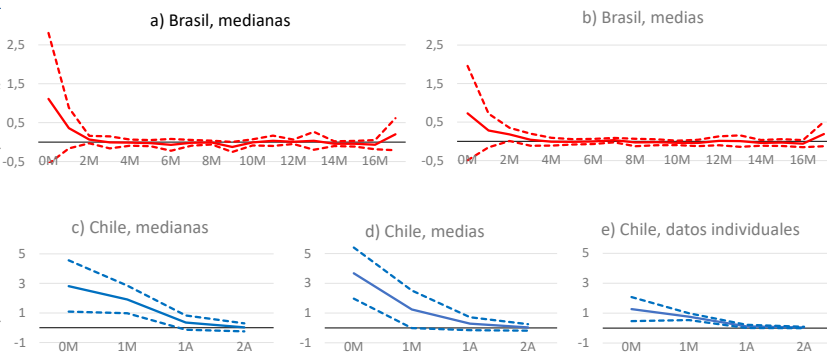 a) Brasil, medianas
2,5
1,5
0,5
-0,5
0M 2M 4M 6M 8M 10M 12M 14M 16M
b) Brasil, medias
2,5
1,5
0,5
-0,5
0M 2M 4M 6M 8M 10M 12M 14M 16M
c) Chile, medianas
5
3
1
-1
0M 1M 1A 2A
d) Chile, medias
5
3
1
-1
0M 1M 1A 2A
e) Chile, datos individuales
5
3
1
-1
0M 1M 1A 2A